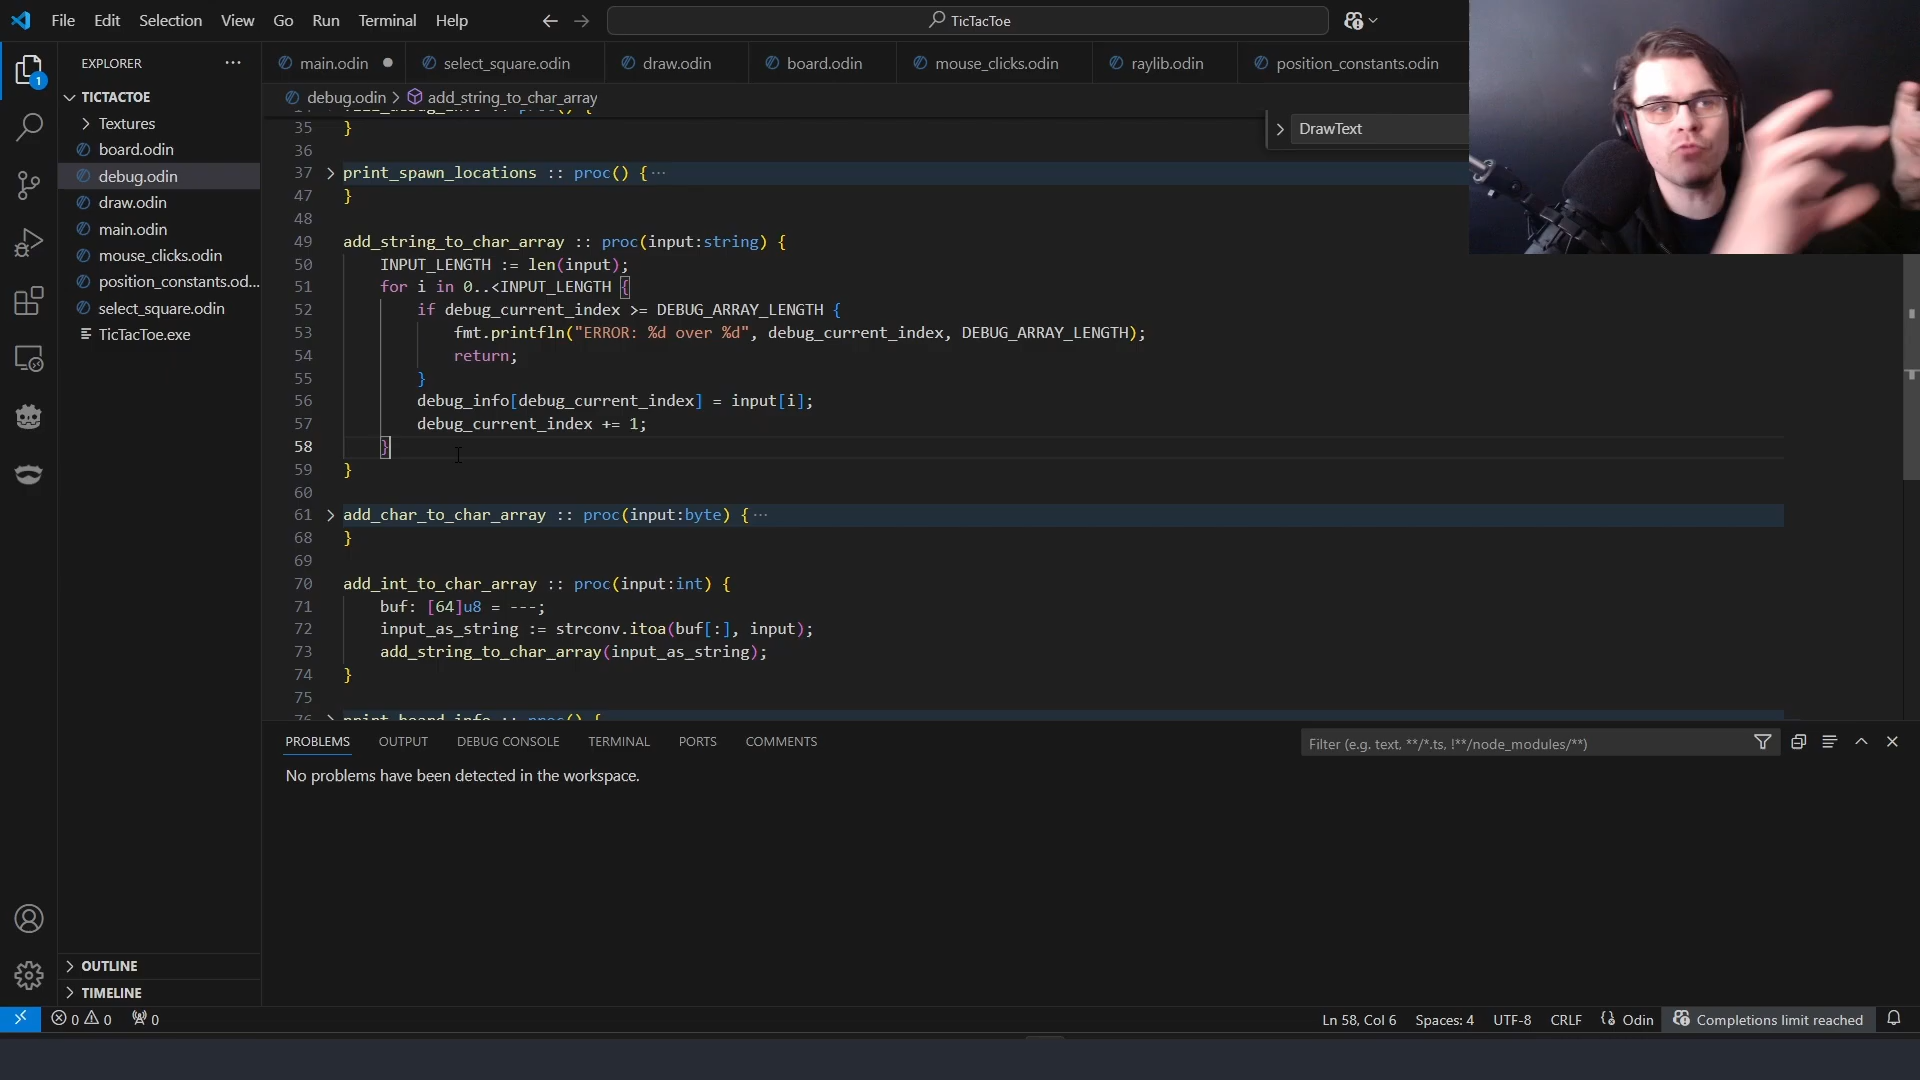 File Edit Selection View Go Run Terminal Help
TicTacToe
EXPLORER
main.odin
select_square.odin
draw.odin
board.odin
mouse_clicks.odin
raylib.odin
position_constants.odin
1
TICTACTOE
debug.odin > add_string_to_char_array
Textures
board.odin
debug.odin
draw.odin
main.odin
mouse_clicks.odin
position_constants.od...
select_square.odin
TicTacToe.exe
DrawText
35 }
36
37 print_spawn_locations :: proc() {···
47 }
48
49 add_string_to_char_array :: proc(input:string) {
50 INPUT_LENGTH := len(input);
51 for i in 0..<INPUT_LENGTH {
52 if debug_current_index >= DEBUG_ARRAY_LENGTH {
53 fmt.printfln("ERROR: %d over %d", debug_current_index, DEBUG_ARRAY_LENGTH);
54 return;
55 }
56 debug_info[debug_current_index] = input[i];
57 debug_current_index += 1;
58 }
59 }
60
61 add_char_to_char_array :: proc(input:byte) {···
68 }
69
70 add_int_to_char_array :: proc(input:int) {
71 buf: [64]u8 = ---;
72 input_as_string := strconv.itoa(buf[:], input);
73 add_string_to_char_array(input_as_string);
74 }
75
76 print_board_info :: proc() {
PROBLEMS OUTPUT DEBUG CONSOLE TERMINAL PORTS COMMENTS
Filter (e.g. text, **/*.ts, !**/node_modules/**)
No problems have been detected in the workspace.
OUTLINE
TIMELINE
0 0 0
Ln 58, Col 6 Spaces: 4 UTF-8 CRLF Odin Completions limit reached